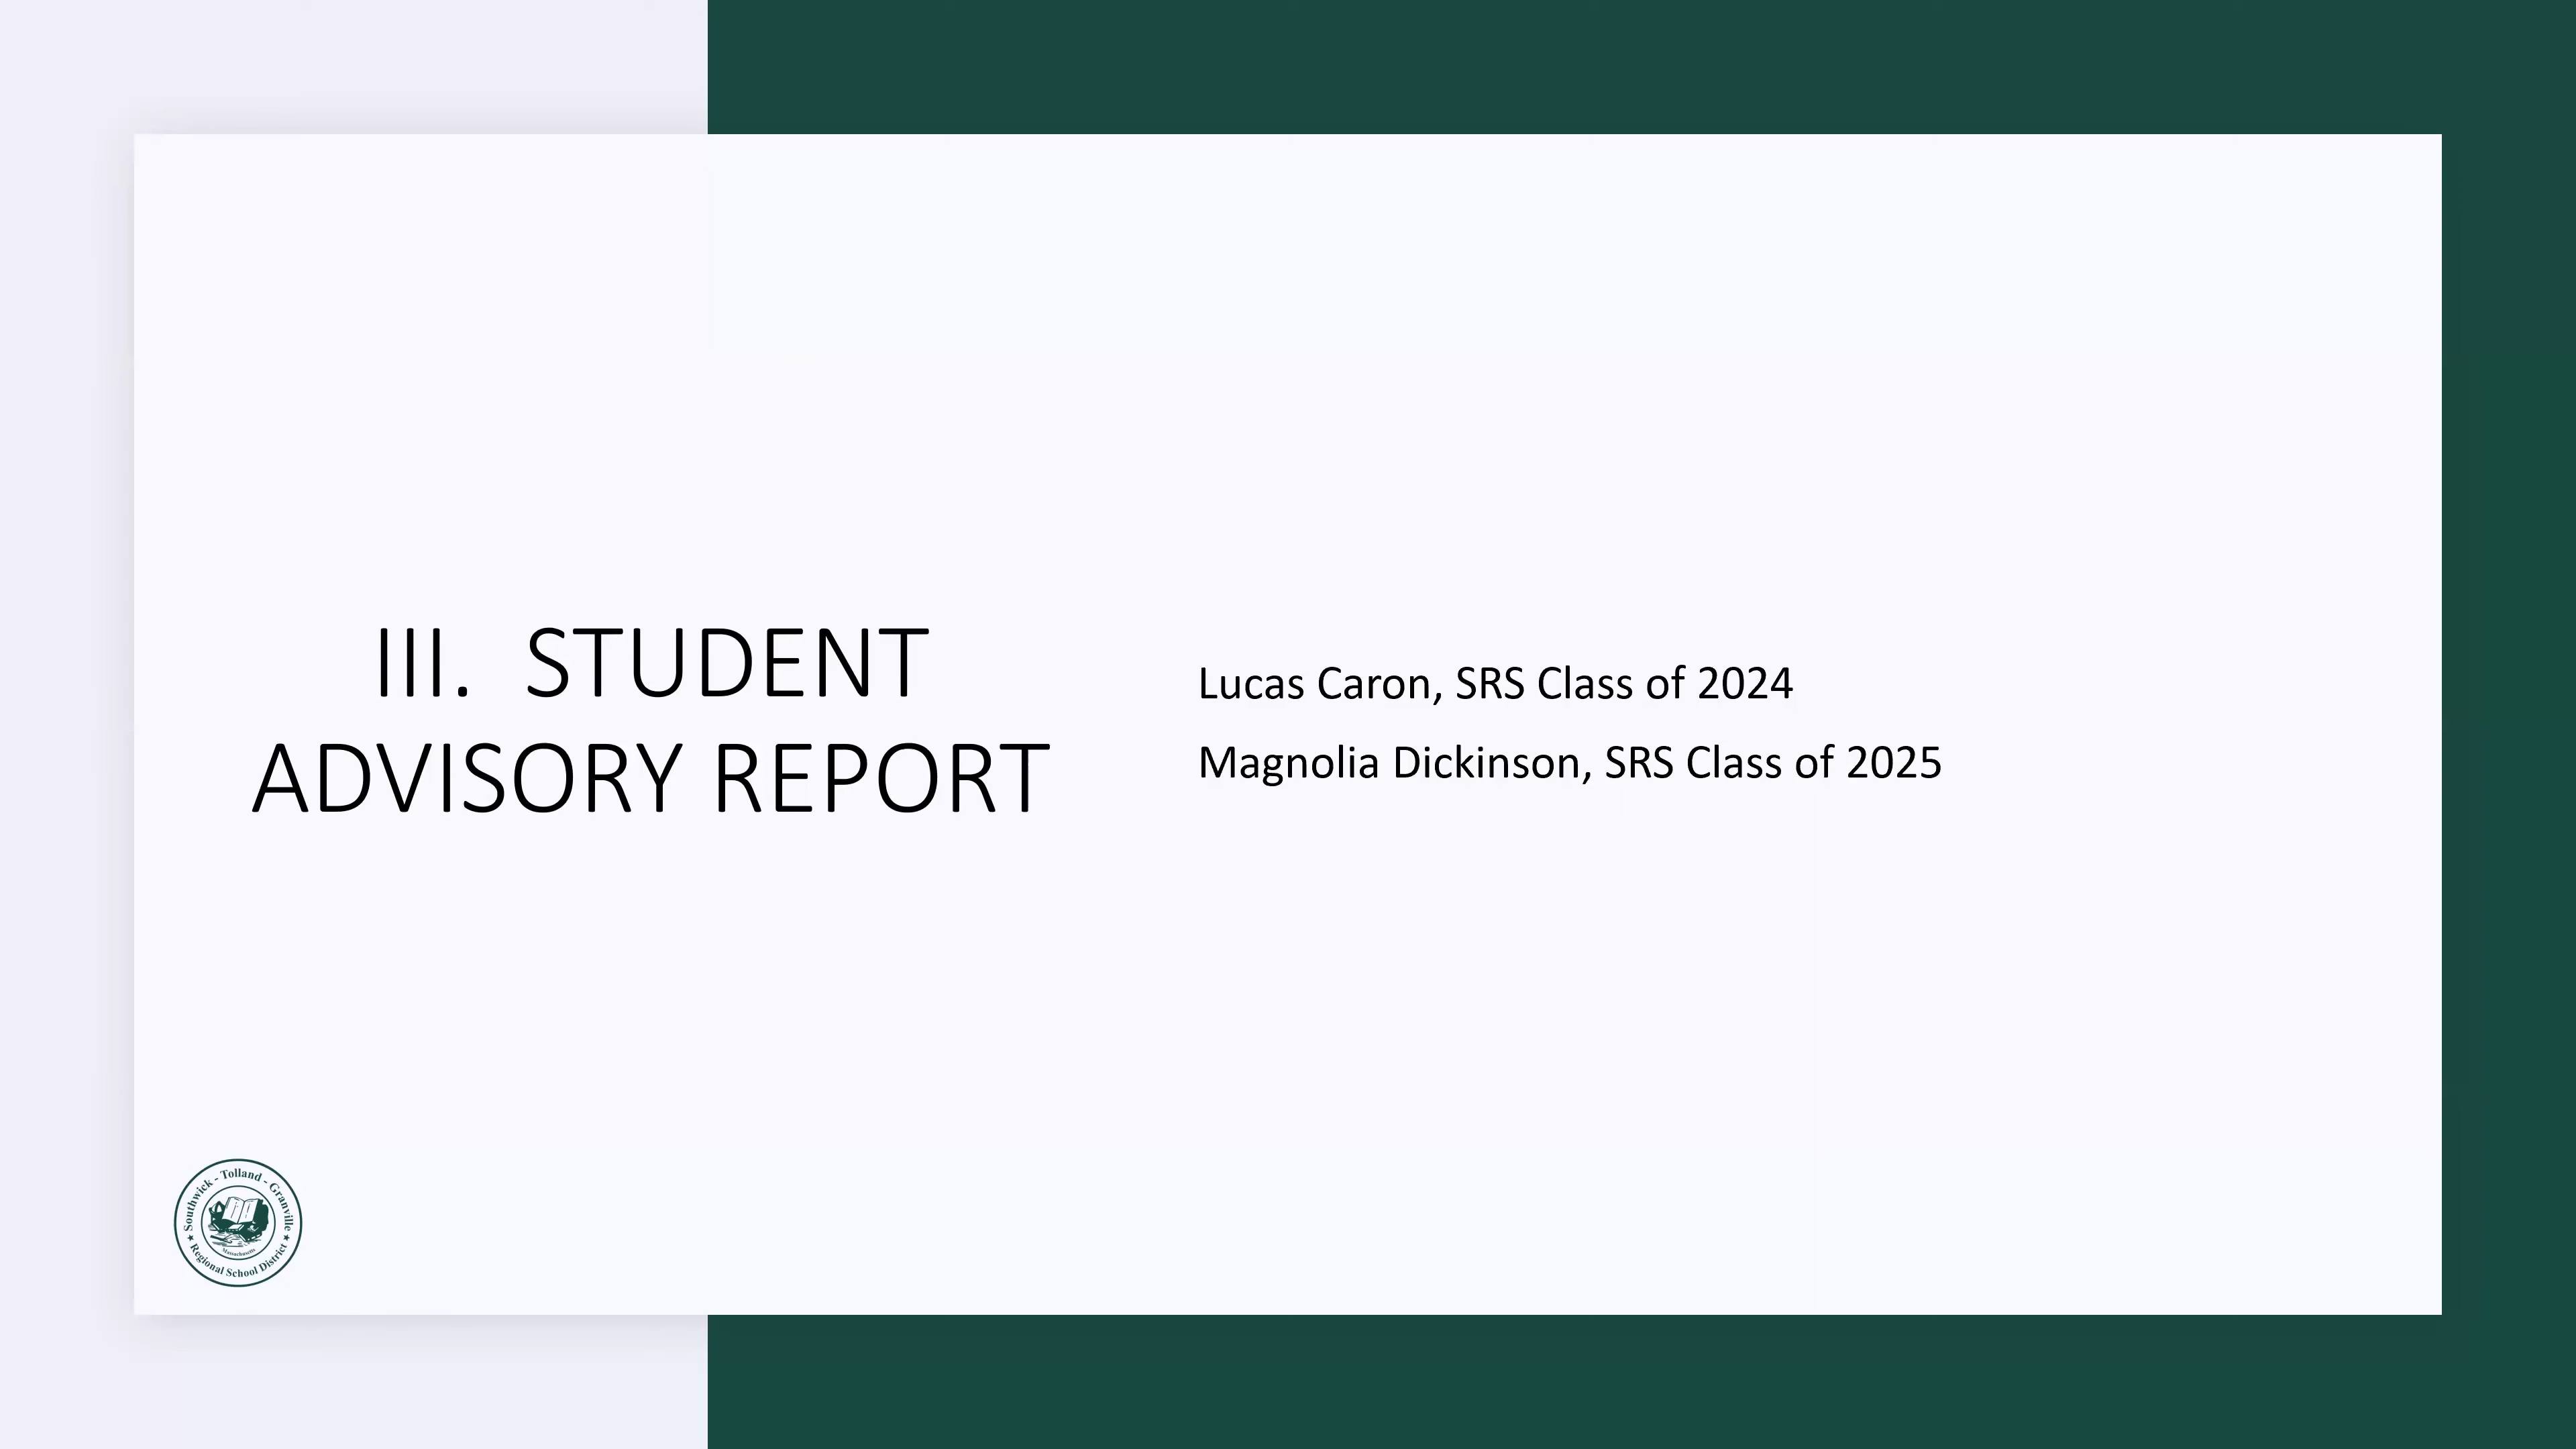 III. STUDENT
ADVISORY REPORT
Lucas Caron, SRS Class of 2024
Magnolia Dickinson, SRS Class of 2025
Southwick - Tolland - Granville
Massachusetts
★ Regional School District ★